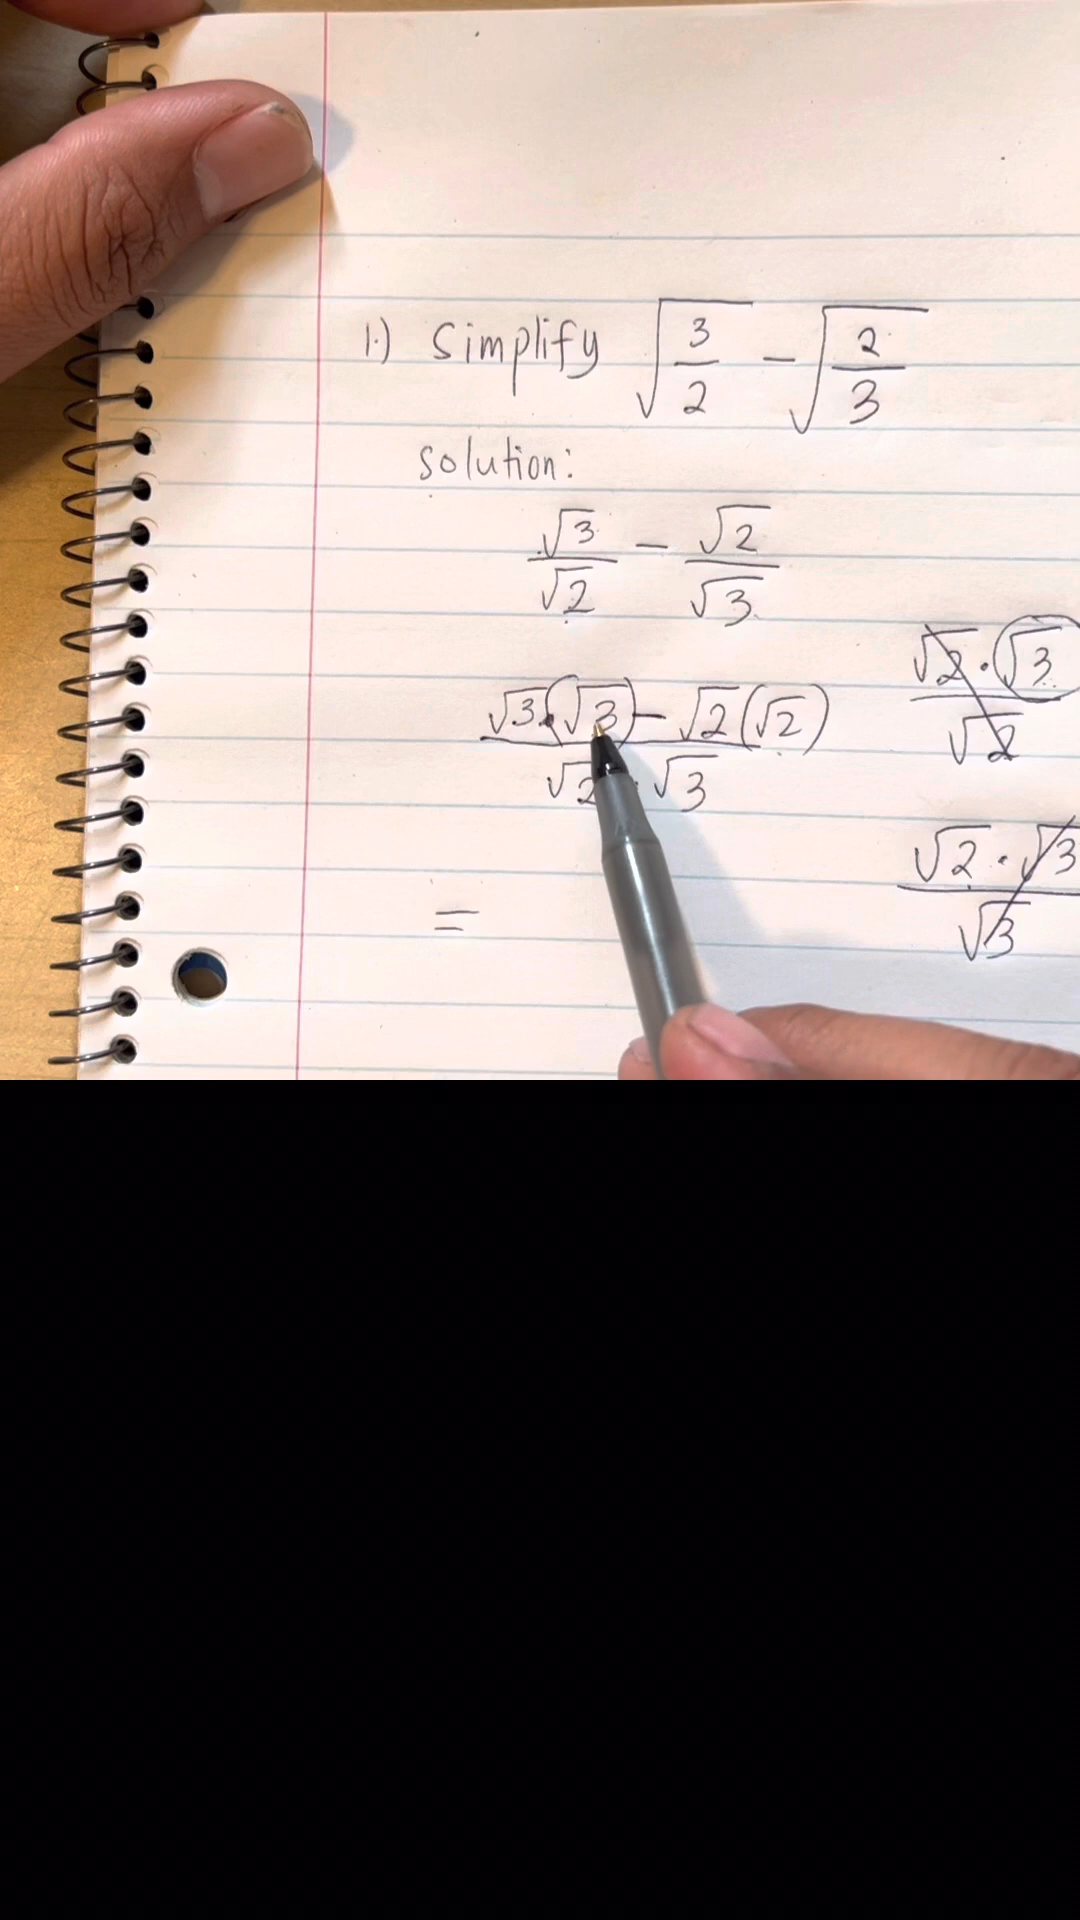 1.) Simplify √(3/2) − √(2/3)
Solution:
√3/√2 − √2/√3
√2·(√3)/√2
(√3·(√3) − √2(√2))/(√2·√3)
√2·√3/√3
=